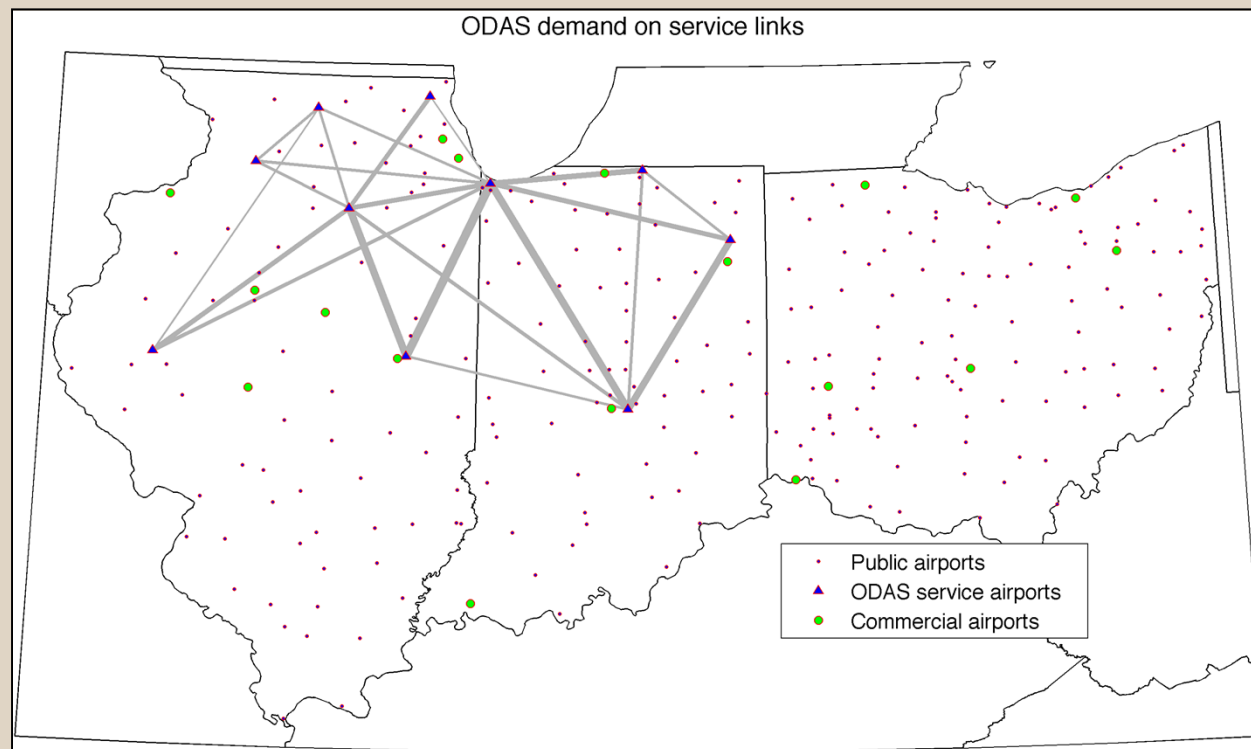 ODAS demand on service links
Public airports
ODAS service airports
Commercial airports